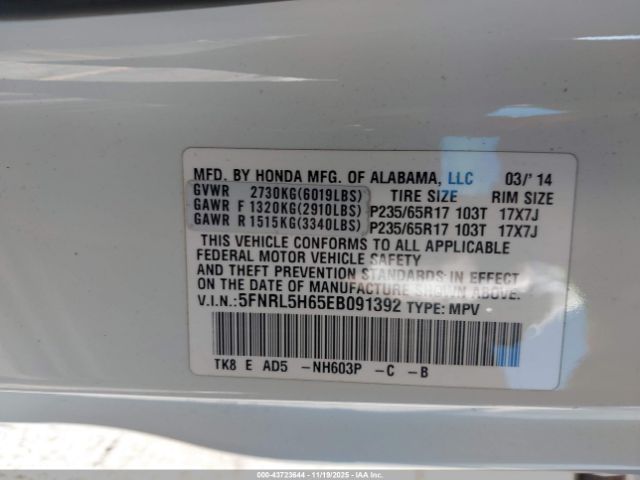 MFD. BY HONDA MFG. OF ALABAMA, LLC 03/' 14
GVWR 2730KG(6019LBS) TIRE SIZE RIM SIZE
GAWR F 1320KG(2910LBS) P235/65R17 103T 17X7J
GAWR R 1515KG(3340LBS) P235/65R17 103T 17X7J
THIS VEHICLE CONFORMS TO ALL APPLICABLE
FEDERAL MOTOR VEHICLE SAFETY
AND THEFT PREVENTION STANDARDS IN EFFECT
ON THE DATE OF MANUFACTURE SHOWN ABOVE.
V.I.N.:5FNRL5H65EB091392 TYPE: MPV
TK8 E AD5 -NH603P -C -B
000-43723644 - 11/19/2025 - IAAI.COM